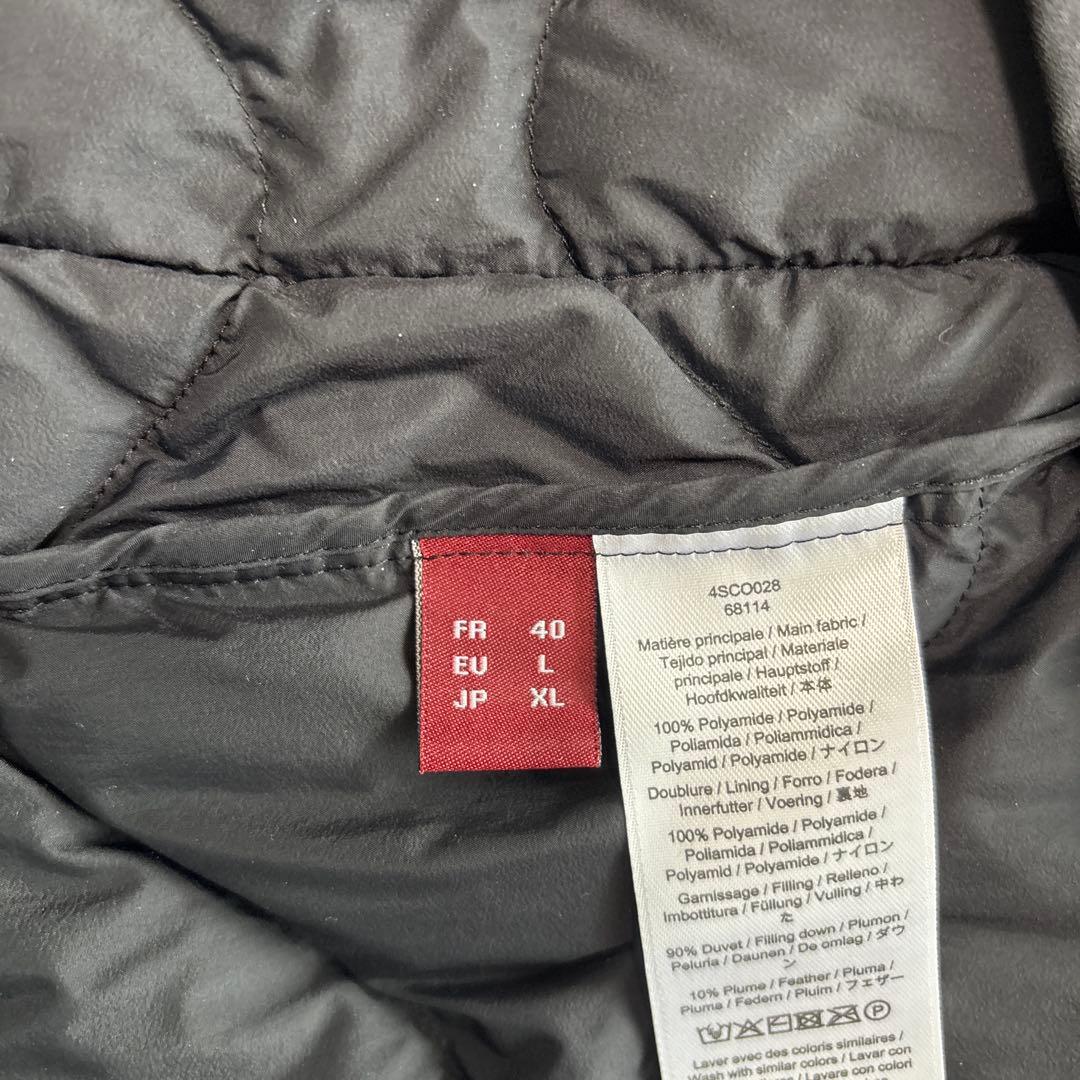 FR 40
EU L
JP XL
4SCO028
68114
Matière principale / Main fabric /
Tejido principal / Materiale
principale / Hauptstoff /
Hoofdkwaliteit / 本体
100% Polyamide / Polyamide /
Poliamida / Poliammidica /
Polyamid / Polyamide / ナイロン
Doublure / Lining / Forro / Fodera /
Innerfutter / Voering / 裏地
100% Polyamide / Polyamide /
Poliamida / Poliammidica /
Polyamid / Polyamide / ナイロン
Garnissage / Filling / Relleno /
Imbottitura / Füllung / Vulling / 中わ
た
90% Duvet / Filling down / Plumon /
Peluria / Daunen / De omlag / ダウ
ン
10% Plume / Feather / Pluma /
Piuma / Federn / Pluim / フェザー
P
Laver avec des coloris similaires /
Wash with similar colors / Lavar con
/ Lavare con colori